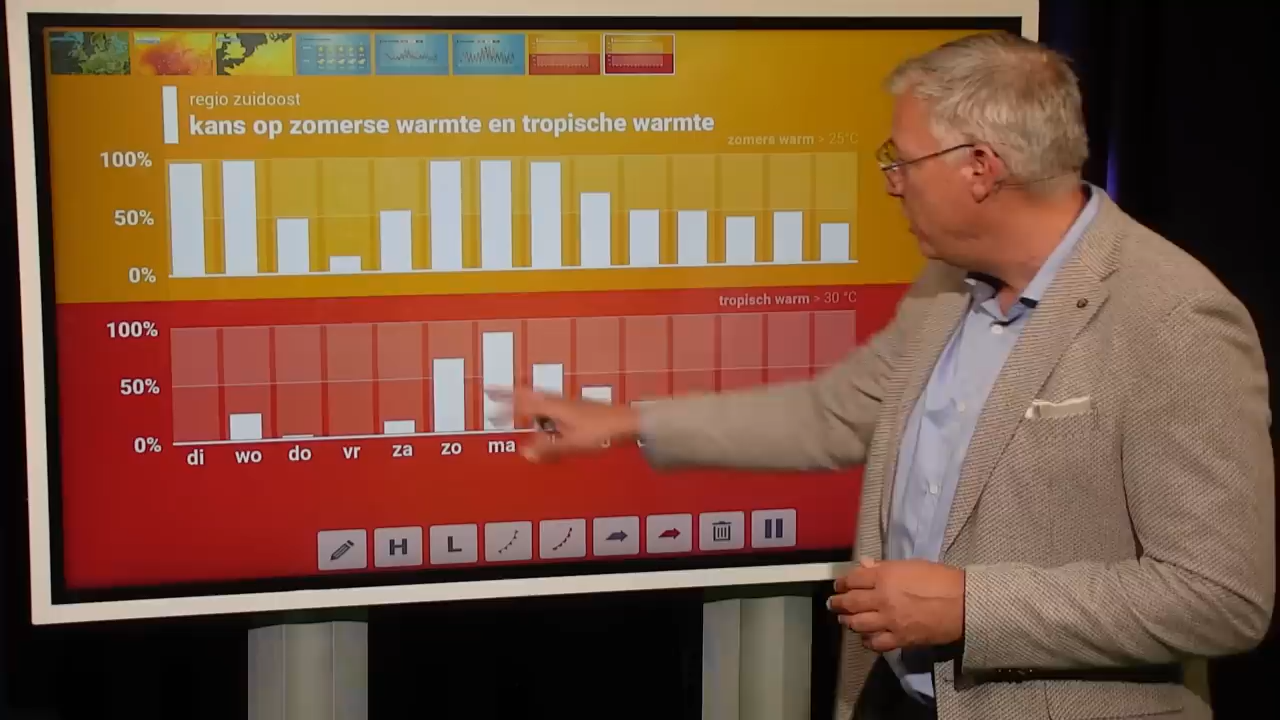 regio zuidoost
kans op zomerse warmte en tropische warmte
zomers warm > 25°C
100%
50%
0%
tropisch warm > 30 °C
100%
50%
0%
di wo do vr za zo ma
H L